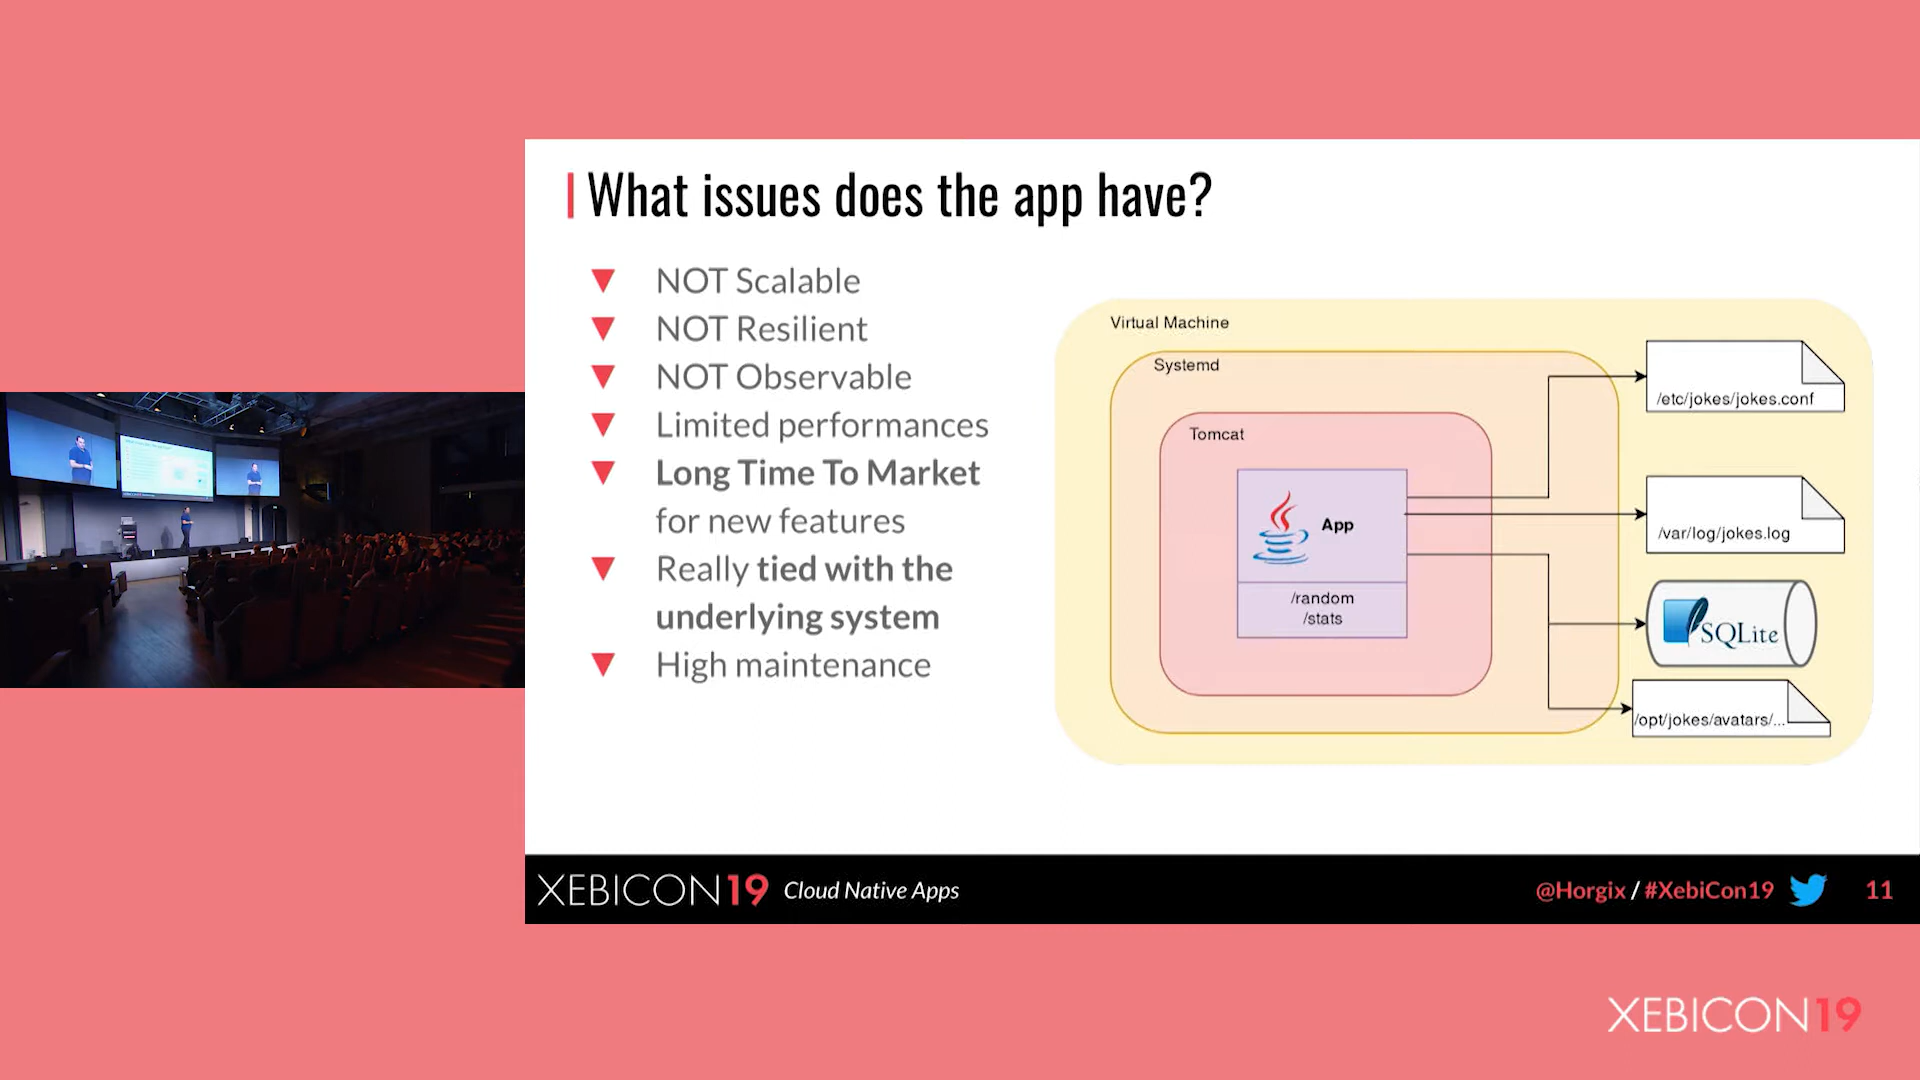 What issues does the app have?
NOT Scalable
NOT Resilient
NOT Observable
Limited performances
Long Time To Market
for new features
Really tied with the
underlying system
High maintenance
Virtual Machine
Systemd
Tomcat
App
/random
/stats
/etc/jokes/jokes.conf
/var/log/jokes.log
SQLite
/opt/jokes/avatars/...
XEBICON19 Cloud Native Apps
@Horgix / #XebiCon19 11
XEBICON19